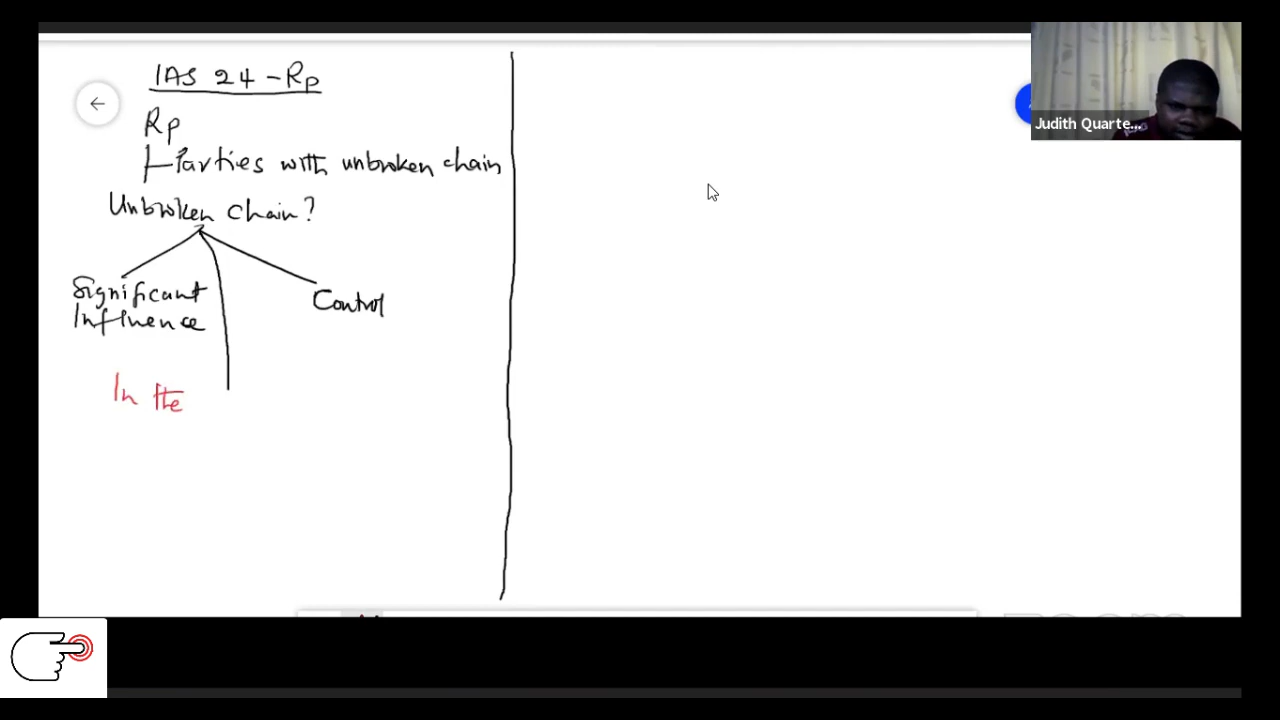 IAS 24 - Rp
Rp
Parties with unbroken chain
Unbroken chain?
Significant
Influence
Control
In the
Judith Quarte...